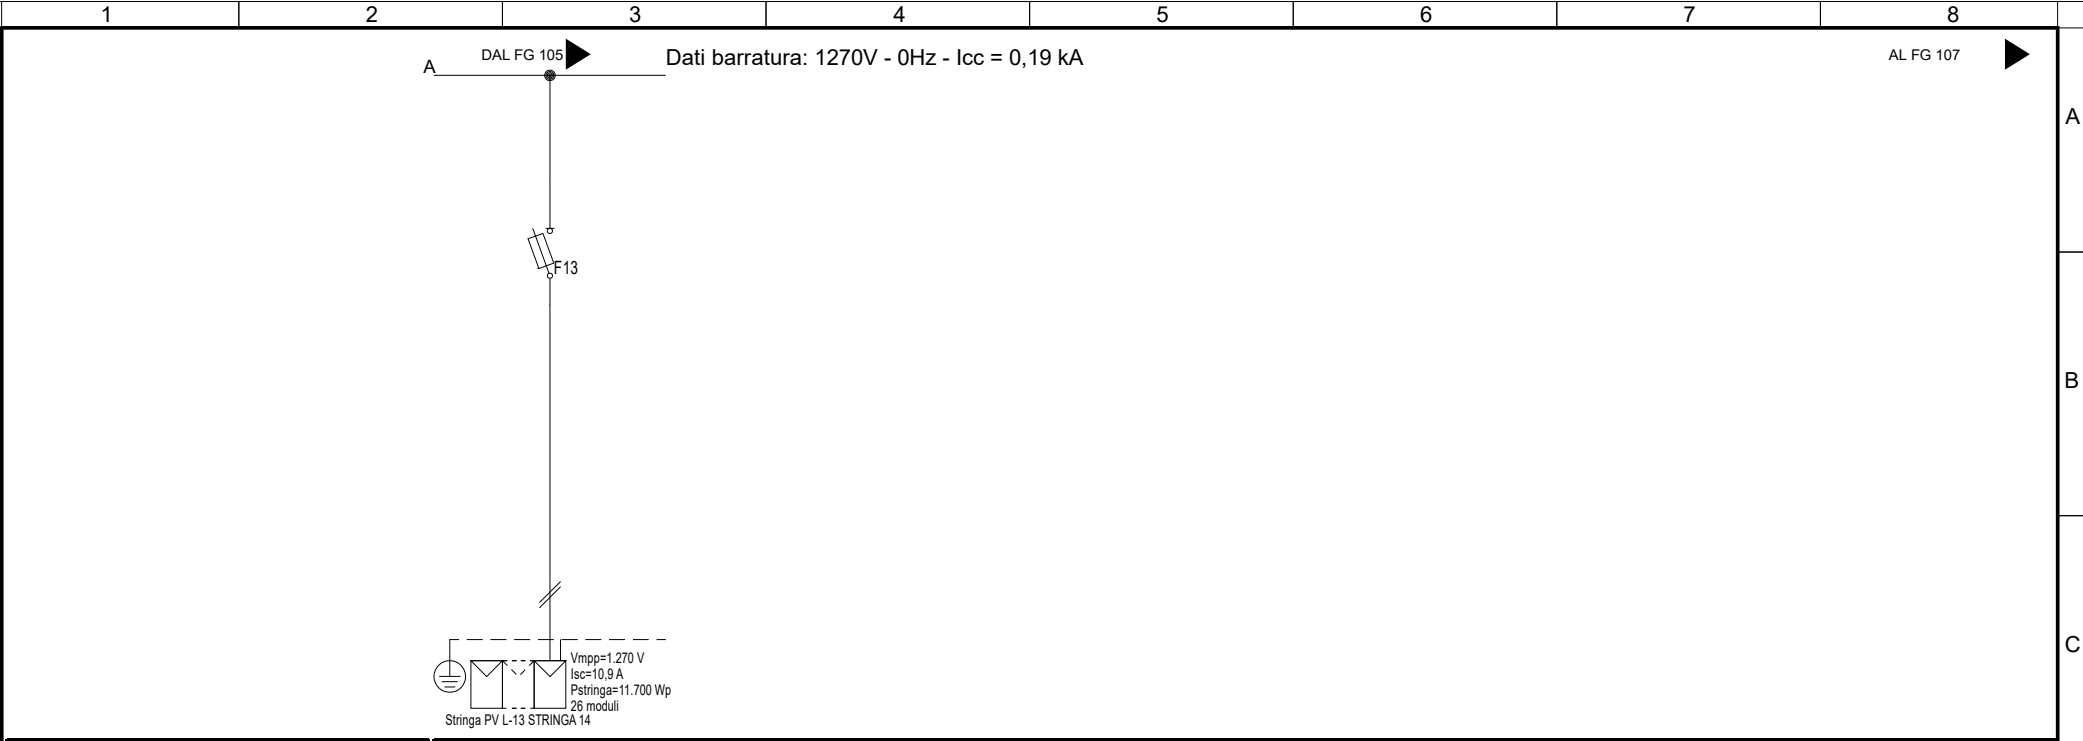 1 2 3 4 5 6 7 8
DAL FG 105 Dati barratura: 1270V - 0Hz - Icc = 0,19 kA AL FG 107
A
A
F13
B
C
Vmpp=1.270 V
Isc=10,9 A
Pstringa=11.700 Wp
26 moduli
Stringa PV L-13 STRINGA 14